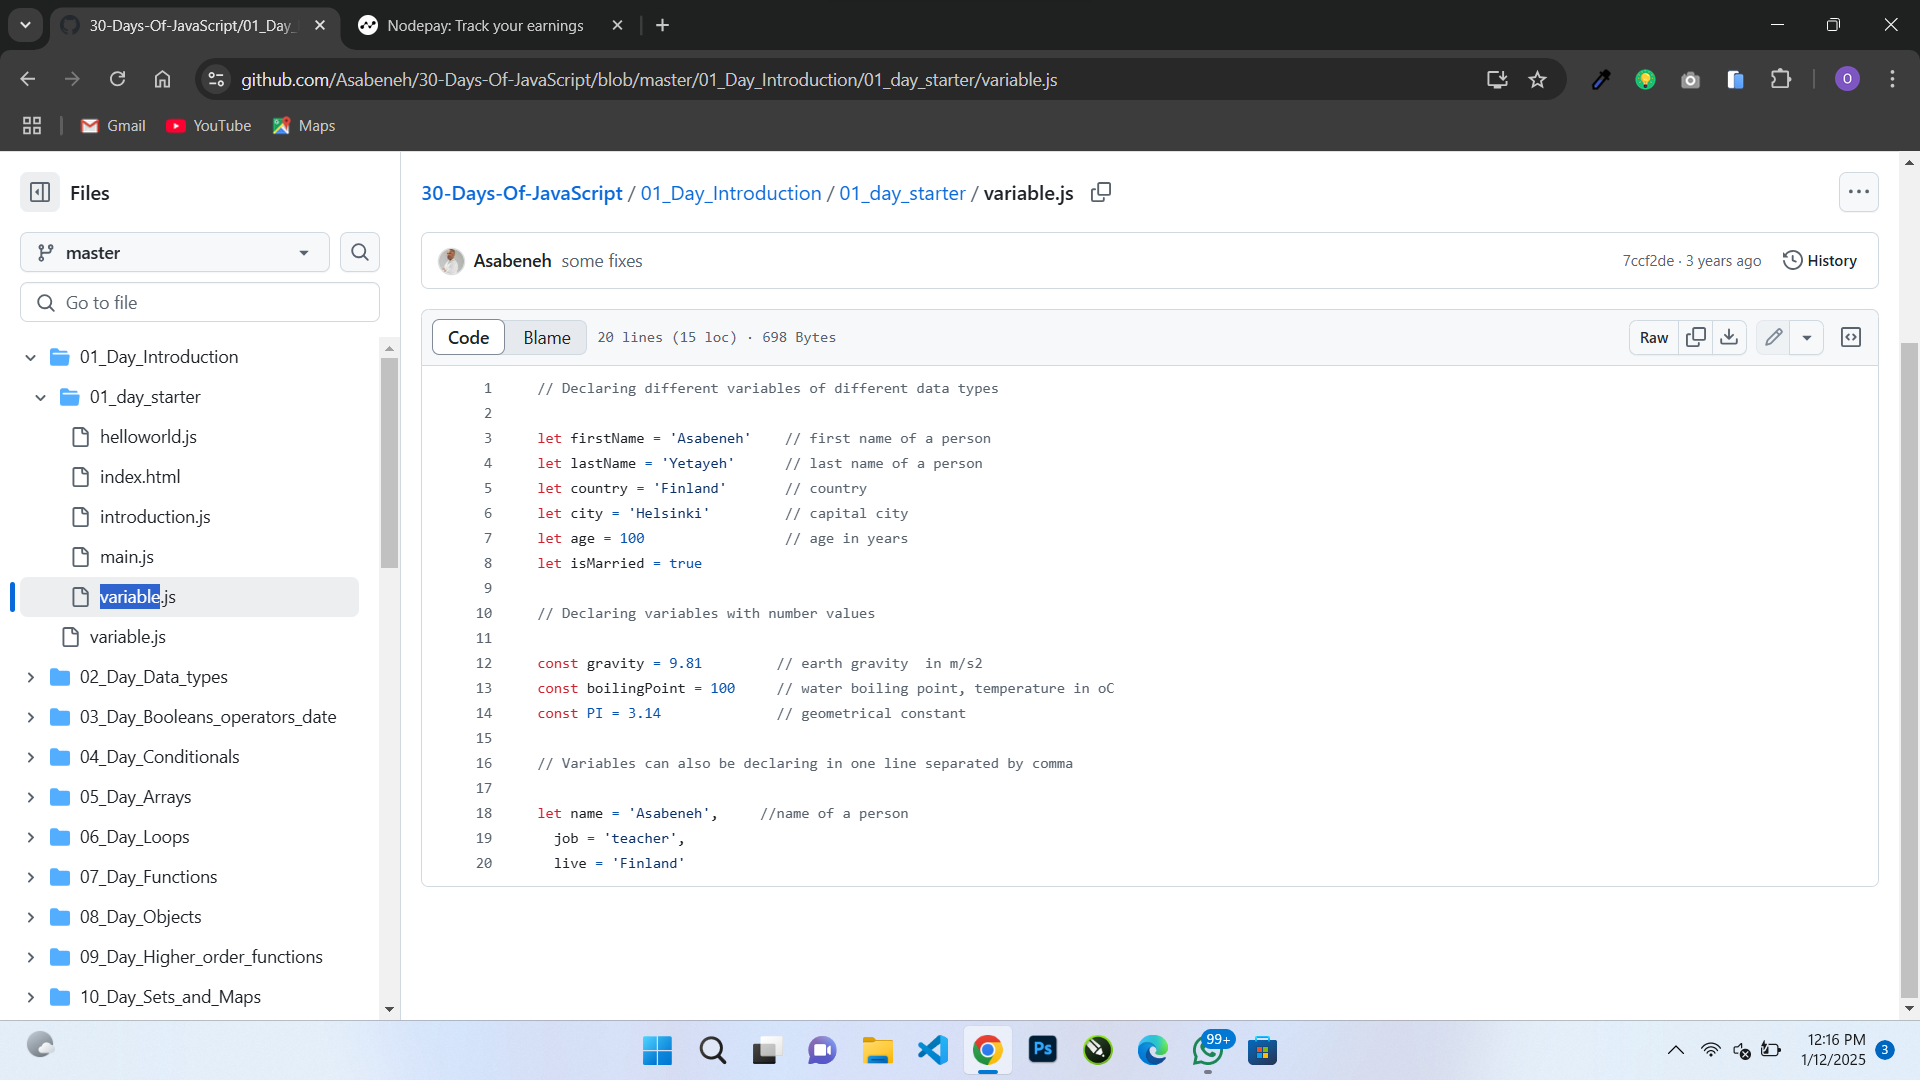 30-Days-Of-JavaScript/01_Day_
Nodepay: Track your earnings
github.com/Asabeneh/30-Days-Of-JavaScript/blob/master/01_Day_Introduction/01_day_starter/variable.js
O
Gmail
YouTube
Maps
Files
master
Go to file
01_Day_Introduction
01_day_starter
helloworld.js
index.html
introduction.js
main.js
variable.js
variable.js
02_Day_Data_types
03_Day_Booleans_operators_date
04_Day_Conditionals
05_Day_Arrays
06_Day_Loops
07_Day_Functions
08_Day_Objects
09_Day_Higher_order_functions
10_Day_Sets_and_Maps
30-Days-Of-JavaScript / 01_Day_Introduction / 01_day_starter / variable.js
Asabeneh some fixes
7ccf2de · 3 years ago
History
Code
Blame
20 lines (15 loc) · 698 Bytes
Raw
1 // Declaring different variables of different data types
2
3 let firstName = 'Asabeneh' // first name of a person
4 let lastName = 'Yetayeh' // last name of a person
5 let country = 'Finland' // country
6 let city = 'Helsinki' // capital city
7 let age = 100 // age in years
8 let isMarried = true
9
10 // Declaring variables with number values
11
12 const gravity = 9.81 // earth gravity  in m/s2
13 const boilingPoint = 100 // water boiling point, temperature in oC
14 const PI = 3.14 // geometrical constant
15
16 // Variables can also be declaring in one line separated by comma
17
18 let name = 'Asabeneh', //name of a person
19 job = 'teacher',
20 live = 'Finland'
Ps
99+
12:16 PM
1/12/2025
3